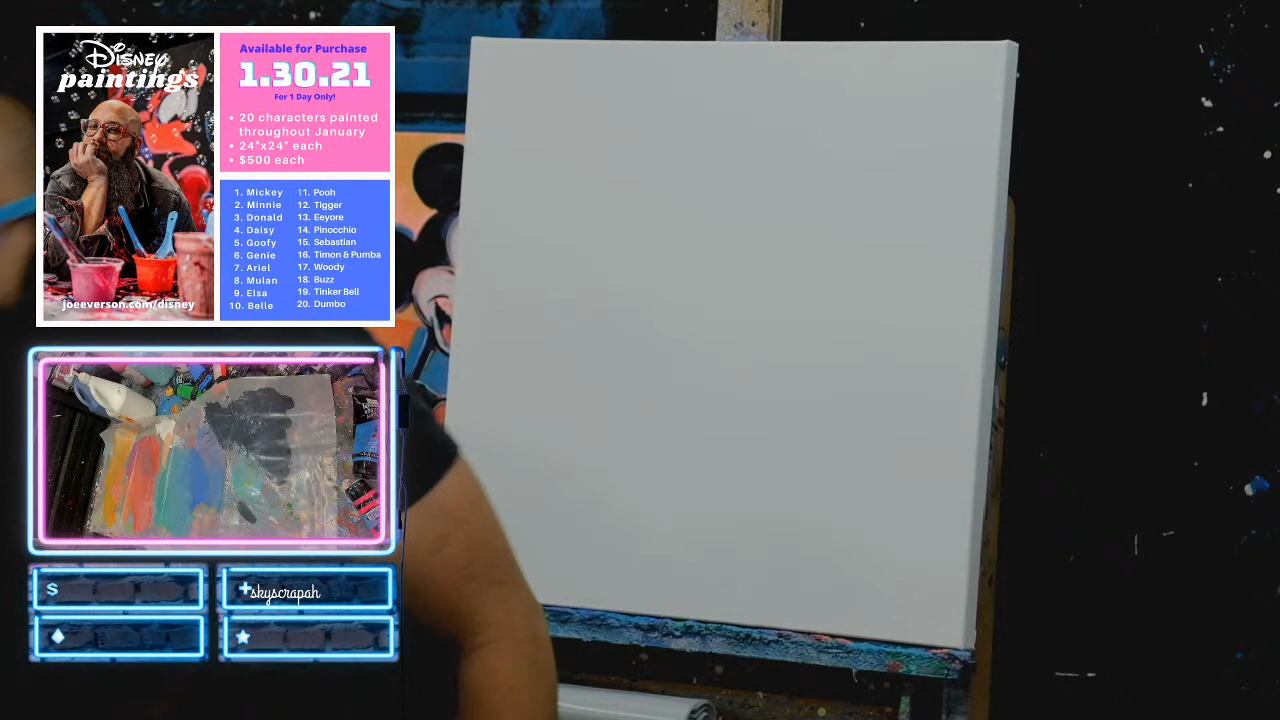 Disney
paintings
joeeverson.com/disney
Available for Purchase
1.30.21
For 1 Day Only!
• 20 characters painted
throughout January
• 24"x24" each
• $500 each
1. Mickey
2. Minnie
3. Donald
4. Daisy
5. Goofy
6. Genie
7. Ariel
8. Mulan
9. Elsa
10. Belle
11. Pooh
12. Tigger
13. Eeyore
14. Pinocchio
15. Sebastian
16. Timon & Pumba
17. Woody
18. Buzz
19. Tinker Bell
20. Dumbo
$
+skyscrapah